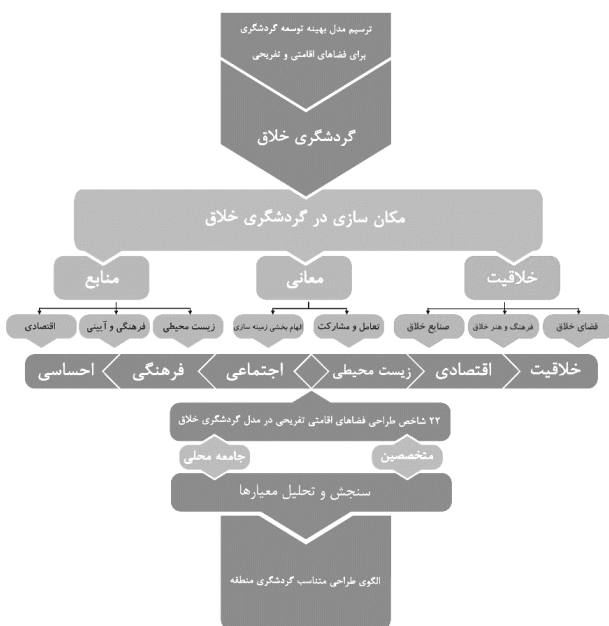 ترسیم مدل بهینه توسعه گردشگری
برای فضاهای اقامتی و تفریحی
گردشگری خلاق
مکان سازی در گردشگری خلاق
خلاقیت
معانی
منابع
فضای خلاق
فرهنگ و هنر خلاق
صنایع خلاق
تعامل و مشارکت
الهام بخشی زمینه سازی
زیست محیطی
فرهنگی و آیینی
اقتصادی
خلاقیت
اقتصادی
زیست محیطی
اجتماعی
فرهنگی
احساسی
۲۲ شاخص طراحی فضاهای اقامتی تفریحی در مدل گردشگری خلاق
متخصصین
جامعه محلی
سنجش و تحلیل معیارها
الگوی طراحی متناسب گردشگری منطقه